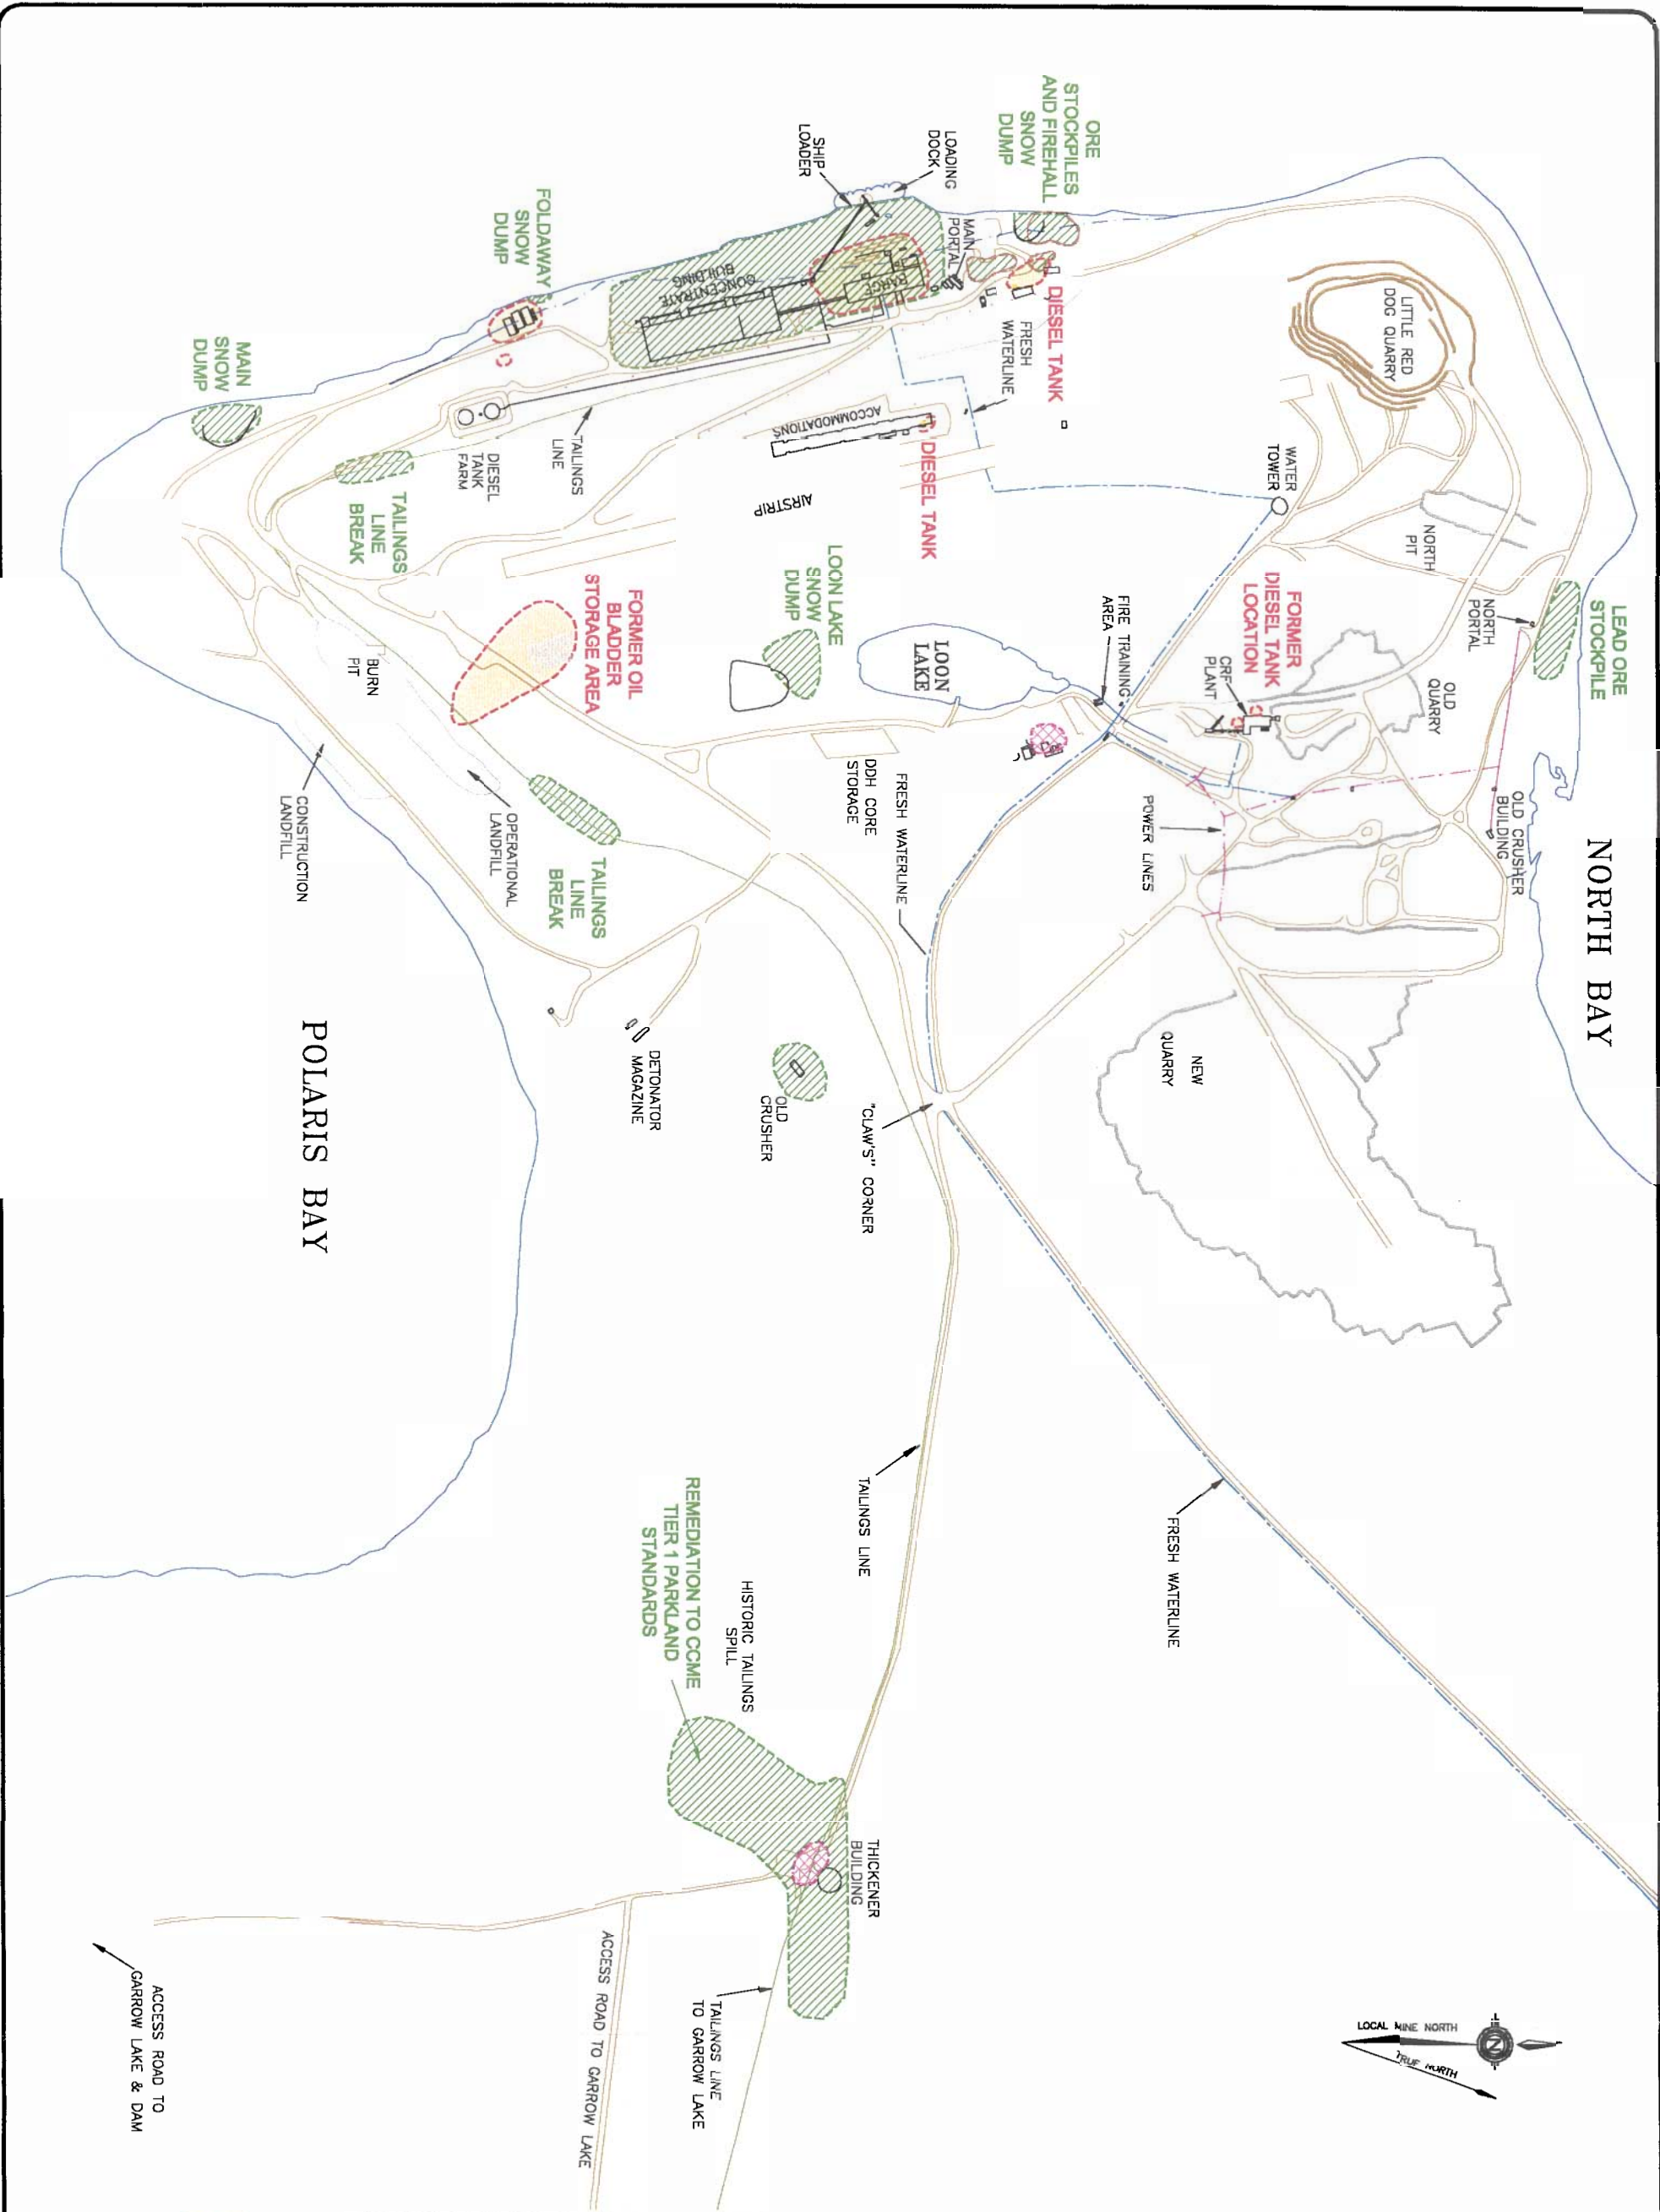 NORTH BAY
LEAD ORE
STOCKPILE
NORTH
PORTAL
OLD CRUSHER
BUILDING
OLD
QUARRY
NORTH
PIT
LITTLE RED
DOG QUARRY
WATER
TOWER
FORMER
DIESEL TANK
LOCATION
CRF
PLANT
FIRE TRAINING
AREA
POWER LINES
NEW
QUARRY
ORE
STOCKPILES
AND FIREHALL
SNOW
DUMP
DIESEL TANK
FRESH
WATERLINE
MAIN
PORTAL
LOADING
DOCK
SHIP
LOADER
BARGE
CONCENTRATE
BUILDING
ACCOMMODATIONS
DIESEL TANK
AIRSTRIP
LOON
LAKE
LOON LAKE
SNOW
DUMP
FRESH WATERLINE
DDH CORE
STORAGE
"CLAW'S" CORNER
FRESH WATERLINE
TAILINGS LINE
FOLDAWAY
SNOW
DUMP
TAILINGS
LINE
DIESEL
TANK
FARM
MAIN
SNOW
DUMP
TAILINGS
LINE
BREAK
FORMER OIL
BLADDER
STORAGE AREA
BURN
PIT
OPERATIONAL
LANDFILL
CONSTRUCTION
LANDFILL
TAILINGS
LINE
BREAK
DETONATOR
MAGAZINE
OLD
CRUSHER
POLARIS BAY
REMEDIATION TO CCME
TIER 1 PARKLAND
STANDARDS
HISTORIC TAILINGS
SPILL
THICKENER
BUILDING
TAILINGS LINE
TO GARROW LAKE
ACCESS ROAD TO GARROW LAKE
ACCESS ROAD TO
GARROW LAKE & DAM
LOCAL MINE NORTH
TRUE NORTH
N